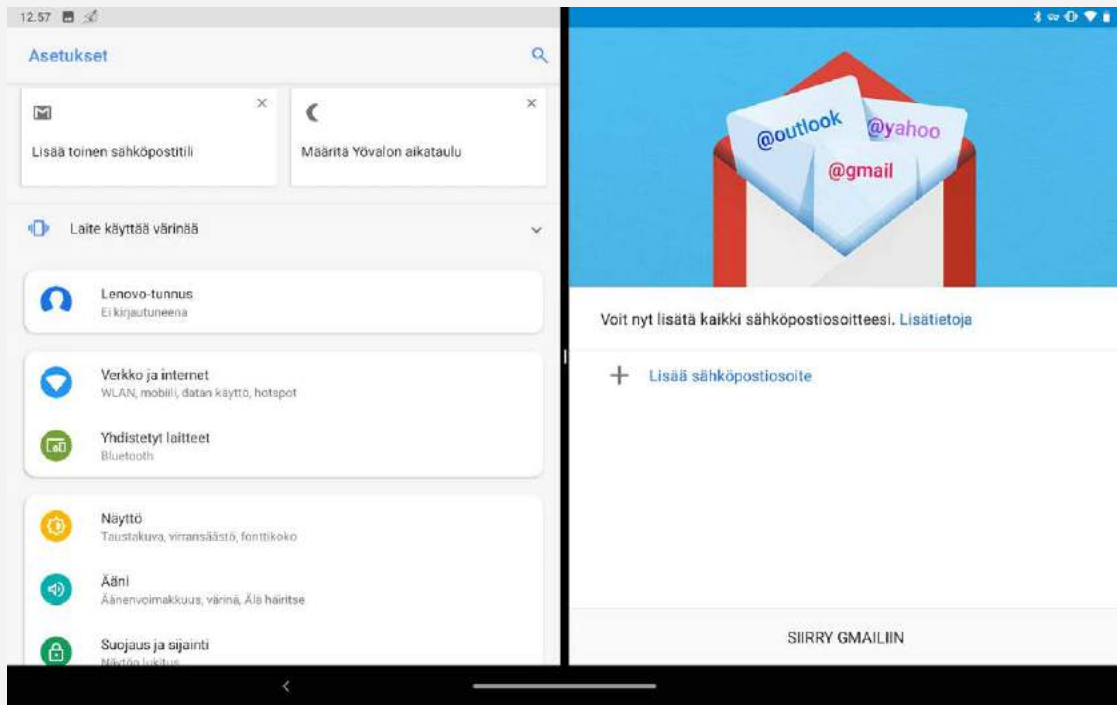 12.57
Asetukset
Lisää toinen sähköpostitili
Määritä Yövalon aikataulu
Laite käyttää värinää
Lenovo-tunnus
Ei kirjautuneena
Verkko ja internet
WLAN, mobiili, datan käyttö, hotspot
Yhdistetyt laitteet
Bluetooth
Näyttö
Taustakuva, virransäästö, fonttikoko
Ääni
Äänenvoimakkuus, värinä, Älä häiritse
Suojaus ja sijainti
Näytön lukitus
@outlook
@yahoo
@gmail
Voit nyt lisätä kaikki sähköpostiosoitteesi. Lisätietoja
Lisää sähköpostiosoite
SIIRRY GMAILIIN